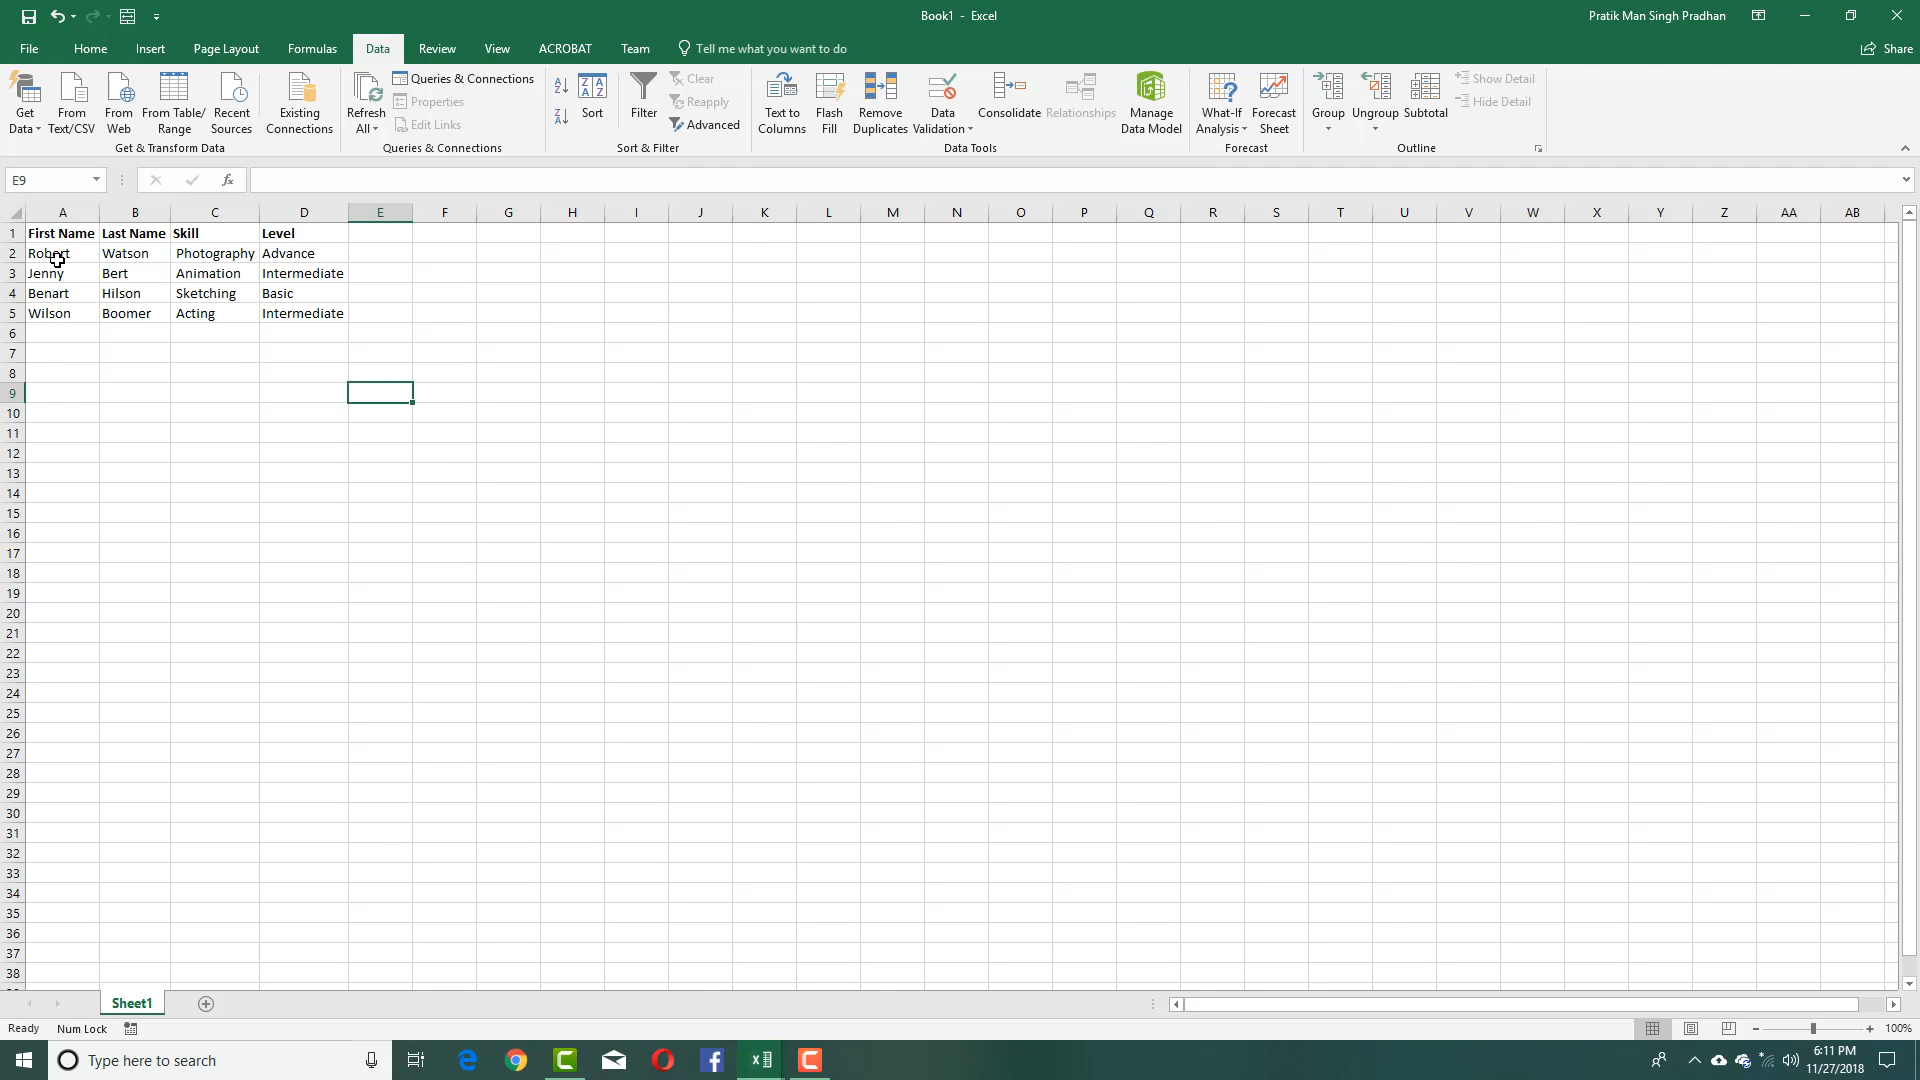 Book1 - Excel
Pratik Man Singh Pradhan
File Home Insert Page Layout Formulas Data Review View ACROBAT Team Tell me what you want to do Share
Get Data
From Text/CSV
From Web
From Table/ Range
Recent Sources
Existing Connections
Get & Transform Data
Refresh All
Queries & Connections
Properties
Edit Links
Queries & Connections
Sort
Filter
Clear
Reapply
Advanced
Sort & Filter
Text to Columns
Flash Fill
Remove Duplicates
Data Validation
Consolidate
Relationships
Manage Data Model
Data Tools
What-If Analysis
Forecast Sheet
Forecast
Group
Ungroup
Subtotal
Show Detail
Hide Detail
Outline
E9 fx
A B C D E F G H I J K L M N O P Q R S T U V W X Y Z AA AB
1 First Name Last Name Skill Level
2 Robert Watson Photography Advance
3 Jenny Bert Animation Intermediate
4 Benart Hilson Sketching Basic
5 Wilson Boomer Acting Intermediate
6
7
8
9
10
11
12
13
14
15
16
17
18
19
20
21
22
23
24
25
26
27
28
29
30
31
32
33
34
35
36
37
38
Sheet1
Ready Num Lock 100%
Type here to search
6:11 PM
11/27/2018